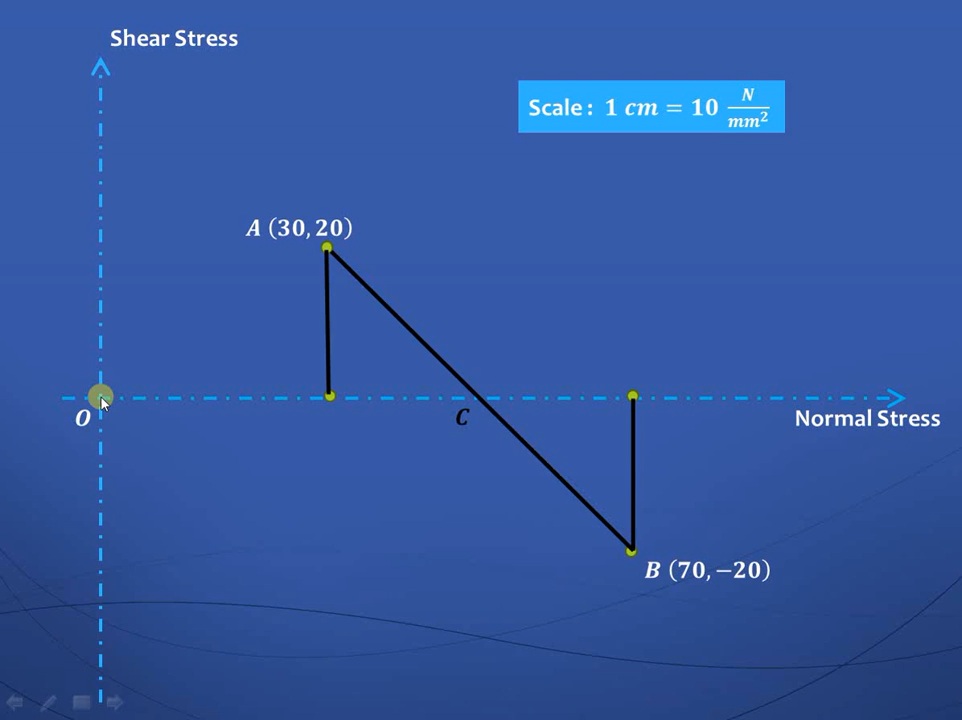 Shear Stress
Scale : 1 cm = 10 N/mm²
A (30, 20)
O
C
Normal Stress
B (70, −20)